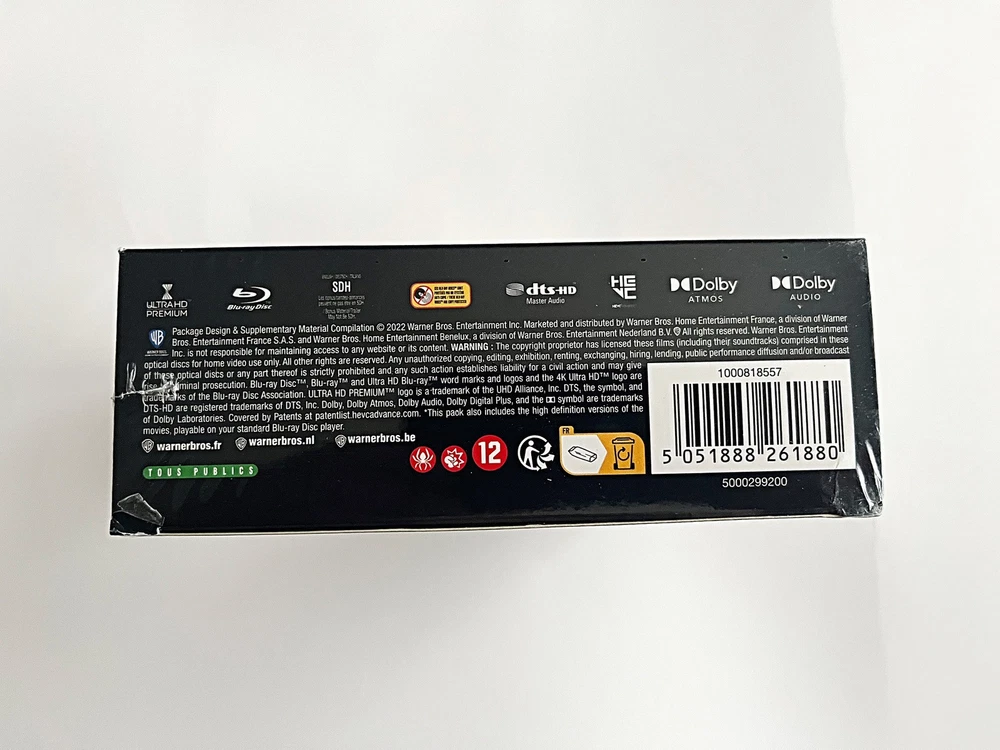 ULTRA HD
PREMIUM
Blu-ray Disc
SDH
dts-HD
Master Audio
HEVC
Dolby
ATMOS
Dolby
AUDIO
WB
Package Design & Supplementary Material Compilation © 2022 Warner Bros. Entertainment Inc. Marketed and distributed by Warner Bros. Home Entertainment France, a division of Warner
Bros. Entertainment France S.A.S. and Warner Bros. Home Entertainment Benelux, a division of Warner Bros. Entertainment Nederland B.V. All rights reserved. Warner Bros. Entertainment
Inc. is not responsible for maintaining access to any website or its content. WARNING : The copyright proprietor has licensed these films (including their soundtracks) comprised in these
optical discs for home video use only. All other rights are reserved. Any unauthorized copying, editing, exhibition, renting, exchanging, hiring, lending, public performance diffusion and/or broadcast
of these optical discs or any part thereof is strictly prohibited and any such action establishes liability for a civil action and may give
rise criminal prosecution. Blu-ray Disc™, Blu-ray™ and Ultra HD Blu-ray™ word marks and logos and the 4K Ultra HD™ logo are
trademarks of the Blu-ray Disc Association. ULTRA HD PREMIUM™ logo is a trademark of the UHD Alliance, Inc. DTS, the symbol, and
DTS-HD are registered trademarks of DTS, Inc. Dolby, Dolby Atmos, Dolby Audio, Dolby Digital Plus, and the symbol are trademarks
of Dolby Laboratories. Covered by Patents at patentlist.hevcadvance.com. *This pack also includes the high definition versions of the
movies, playable on your standard Blu-ray Disc player.
warnerbros.fr warnerbros.nl warnerbros.be
TOUS PUBLICS
12
FR
1000818557
5 051888 261880
5000299200